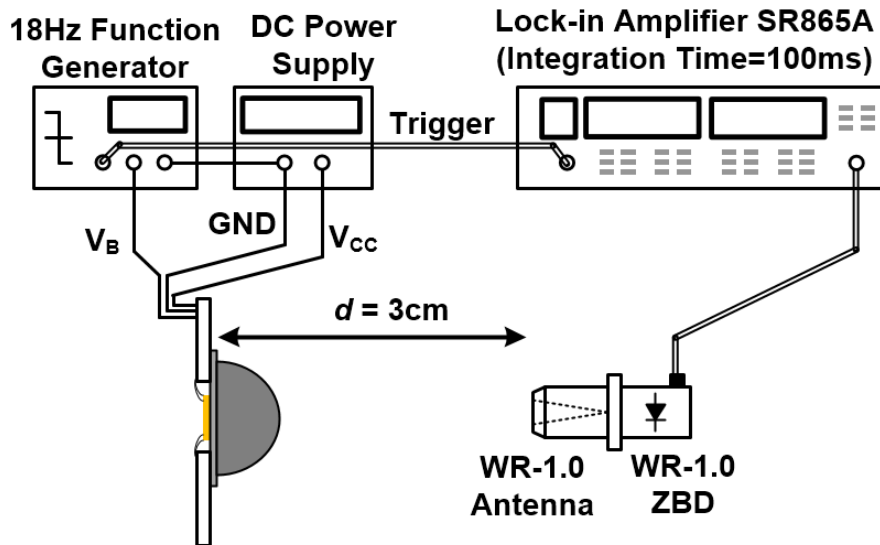 18Hz Function
Generator
DC Power
Supply
Lock-in Amplifier SR865A
(Integration Time=100ms)
Trigger
V_B
GND
V_CC
d = 3cm
WR-1.0
Antenna
WR-1.0
ZBD